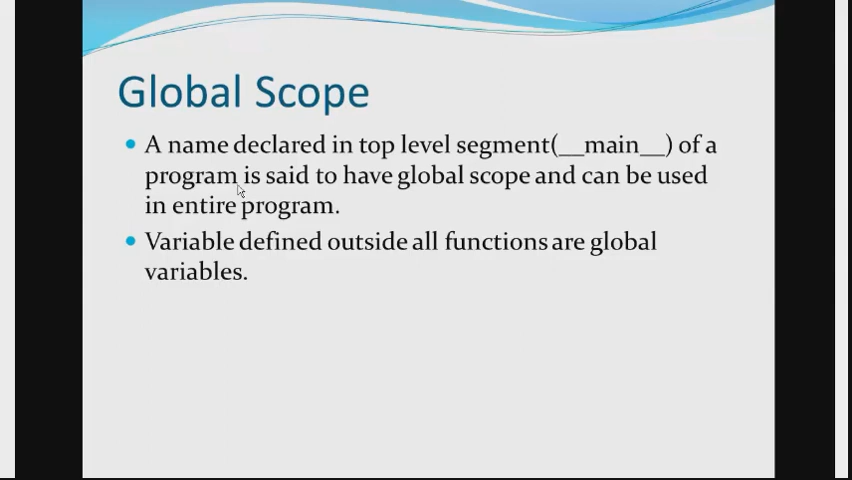 Global Scope
• A name declared in top level segment(__main__) of a
program is said to have global scope and can be used
in entire program.
• Variable defined outside all functions are global
variables.